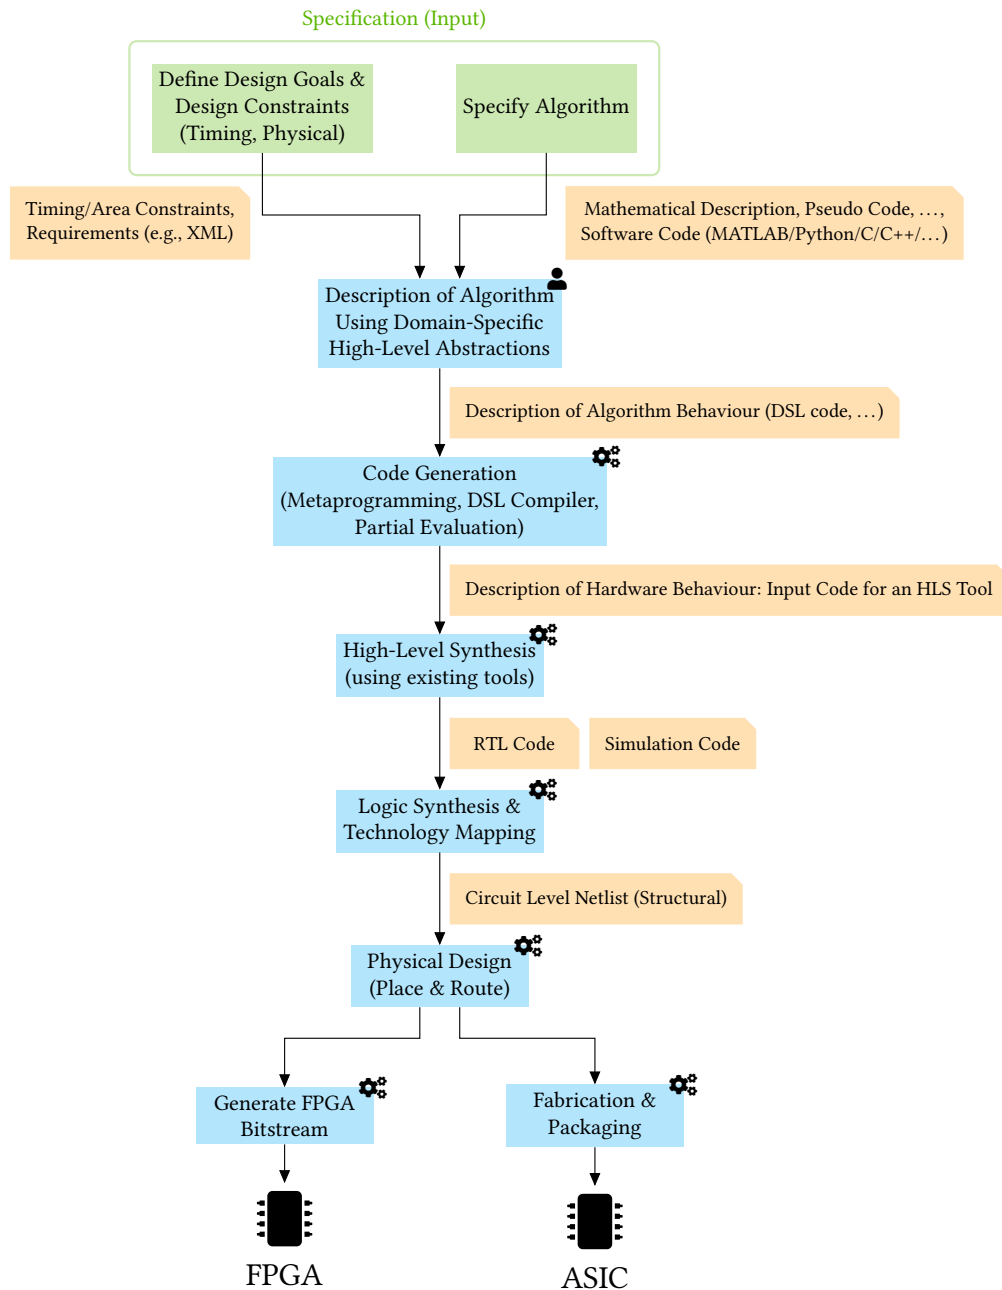 Specification (Input)
Define Design Goals &
Design Constraints
(Timing, Physical)
Specify Algorithm
Timing/Area Constraints,
Requirements (e.g., XML)
Mathematical Description, Pseudo Code, …,
Software Code (MATLAB/Python/C/C++/…)
Description of Algorithm
Using Domain-Specific
High-Level Abstractions
Description of Algorithm Behaviour (DSL code, …)
Code Generation
(Metaprogramming, DSL Compiler,
Partial Evaluation)
Description of Hardware Behaviour: Input Code for an HLS Tool
High-Level Synthesis
(using existing tools)
RTL Code
Simulation Code
Logic Synthesis &
Technology Mapping
Circuit Level Netlist (Structural)
Physical Design
(Place & Route)
Generate FPGA
Bitstream
Fabrication &
Packaging
FPGA
ASIC